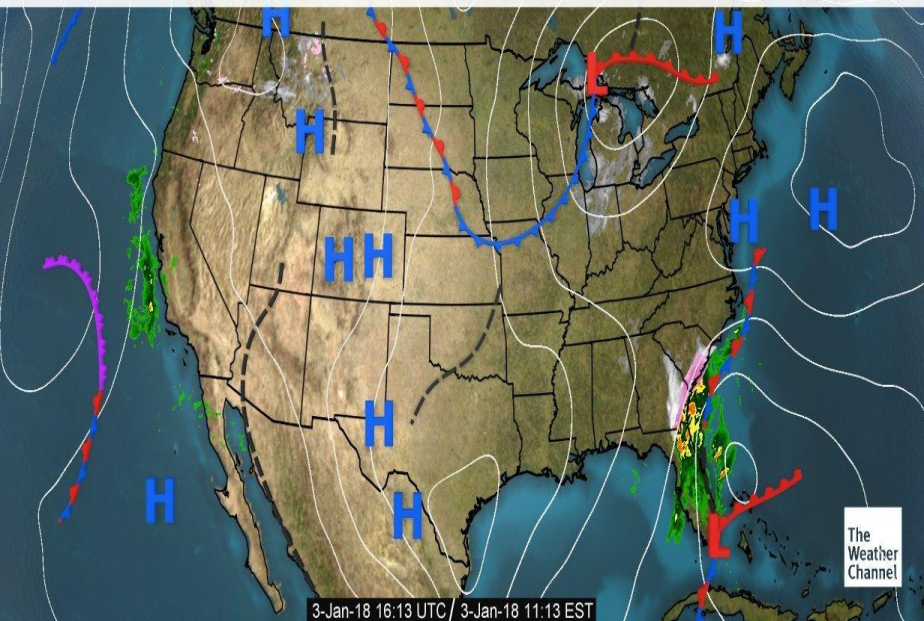 H
H
L
H
H
H
H H
H
H
H
L
The
Weather
Channel
3-Jan-18 16:13 UTC / 3-Jan-18 11:13 EST